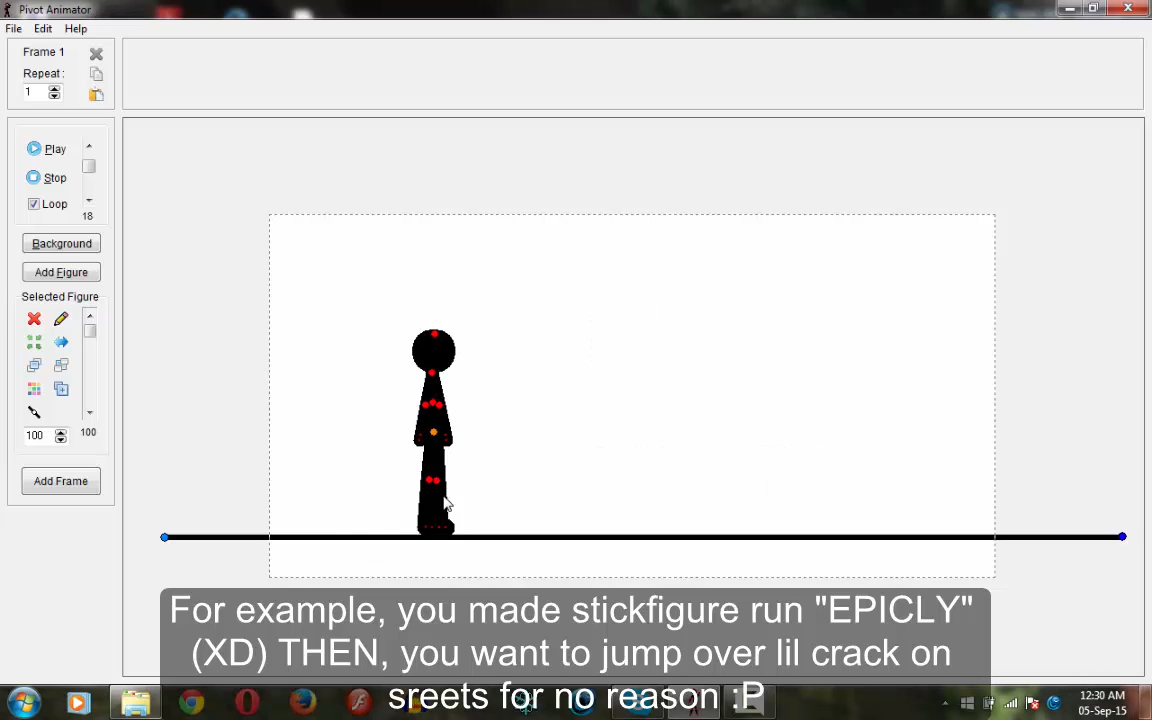 Pivot Animator
File Edit Help
Frame 1
Repeat:
1
Play
Stop
Loop
18
Background
Add Figure
Selected Figure
100
100
Add Frame
For example, you made stickfigure run "EPICLY"
(XD) THEN, you want to jump over lil crack on
sreets for no reason :P
12:30 AM
05-Sep-15